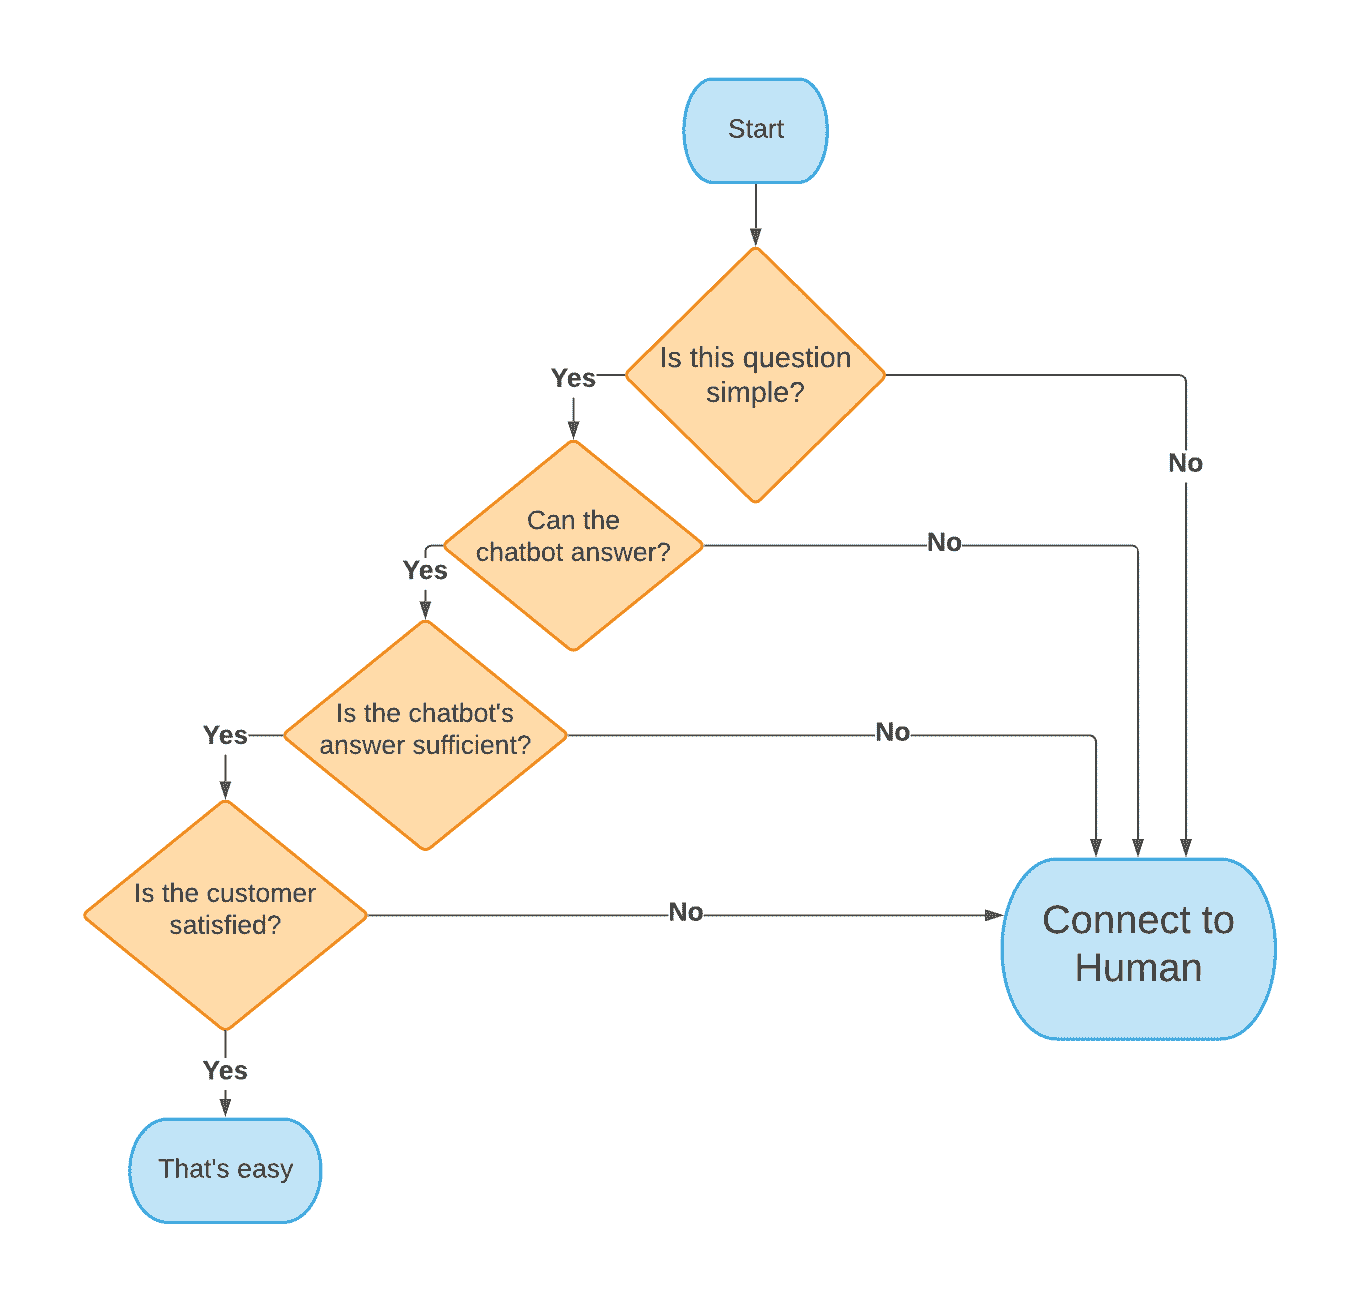 Start
Is this question
simple?
Yes
No
Can the
chatbot answer?
Yes
No
Is the chatbot's
answer sufficient?
Yes
No
Is the customer
satisfied?
No
Connect to
Human
Yes
That's easy